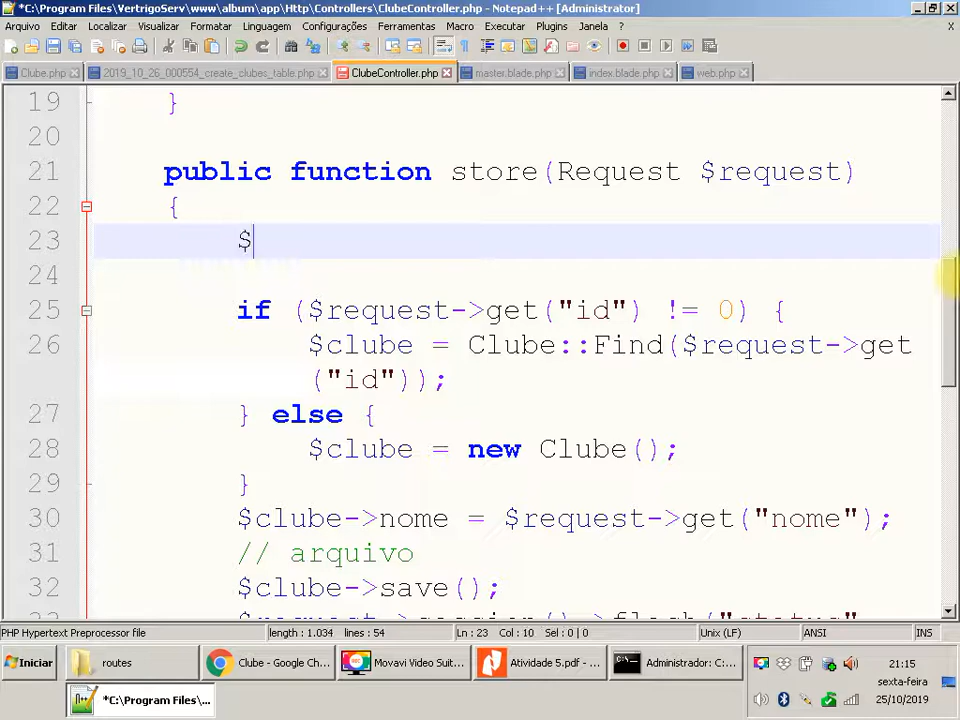 *C:\Program Files\VertrigoServ\www\album\app\Http\Controllers\ClubeController.php - Notepad++ [Administrator]
Arquivo Editar Localizar Visualizar Formatar Linguagem Configurações Ferramentas Macro Executar Plugins Janela ? X
Clube.php 2019_10_26_000554_create_clubes_table.php ClubeController.php master.blade.php index.blade.php web.php
19 }
20
21 public function store(Request $request)
22 {
23 $
24
25 if ($request->get("id") != 0) {
26 $clube = Clube::Find($request->get
("id"));
27 } else {
28 $clube = new Clube();
29 }
30 $clube->nome = $request->get("nome");
31 // arquivo
32 $clube->save();
33 $request->session()->flash("status",
PHP Hypertext Preprocessor file length : 1.034 lines : 54 Ln : 23 Col : 10 Sel : 0 | 0 Unix (LF) ANSI INS
Iniciar routes Clube - Google Ch... Movavi Video Suit... Atividade 5.pdf - ... Administrador: C:... 21:15
sexta-feira
*C:\Program Files\... 25/10/2019